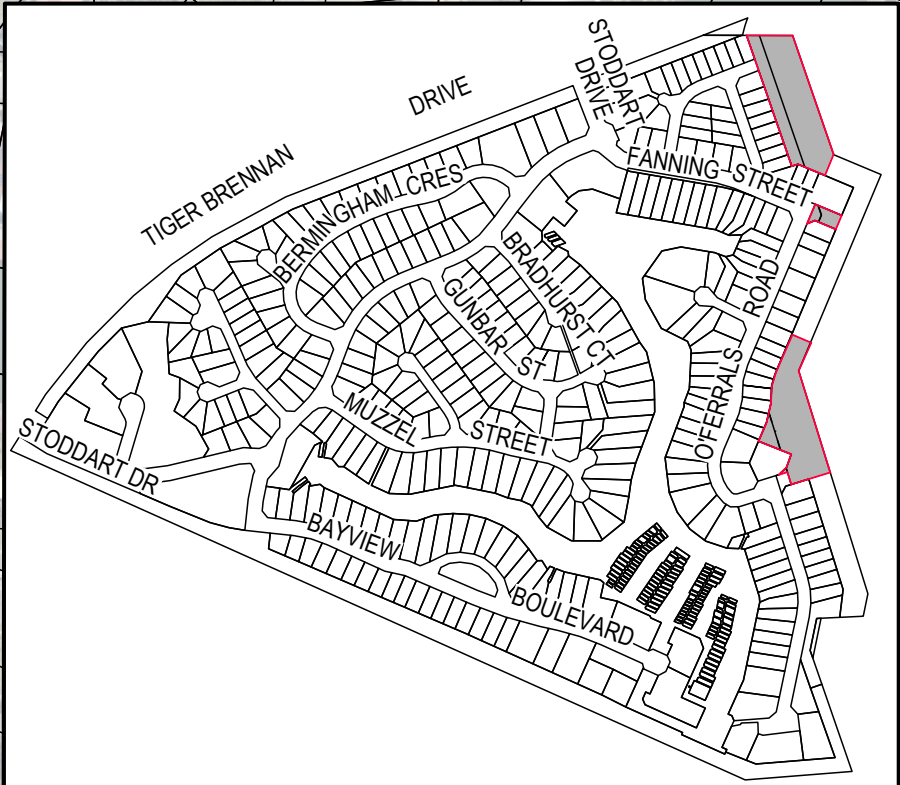 STODDART
DRIVE
TIGER BRENNAN DRIVE
FANNING STREET
BERMINGHAM CRES
BRADHURST CT
GUNBAR ST
O'FERRALS ROAD
MUZZEL STREET
STODDART DR
BAYVIEW BOULEVARD